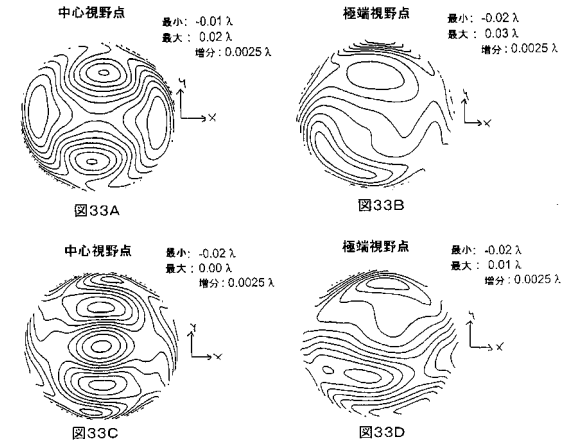 中心視野点
最小: -0.01 λ
最大: 0.02 λ
増分: 0.0025 λ
y
x
図33A
極端視野点
最小: -0.02 λ
最大: 0.03 λ
増分: 0.0025 λ
y
x
図33B
中心視野点
最小: -0.02 λ
最大: 0.00 λ
増分: 0.0025 λ
y
x
図33C
極端視野点
最小: -0.02 λ
最大: 0.01 λ
増分: 0.0025 λ
y
x
図33D